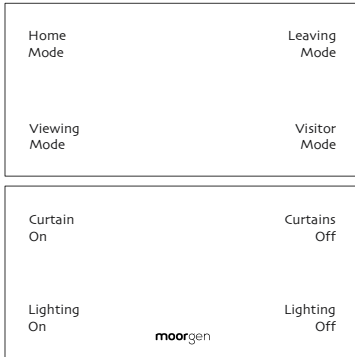 Home
Mode
Leaving
Mode
Viewing
Mode
Visitor
Mode
Curtain
On
Curtains
Off
Lighting
On
Lighting
Off
moorgen